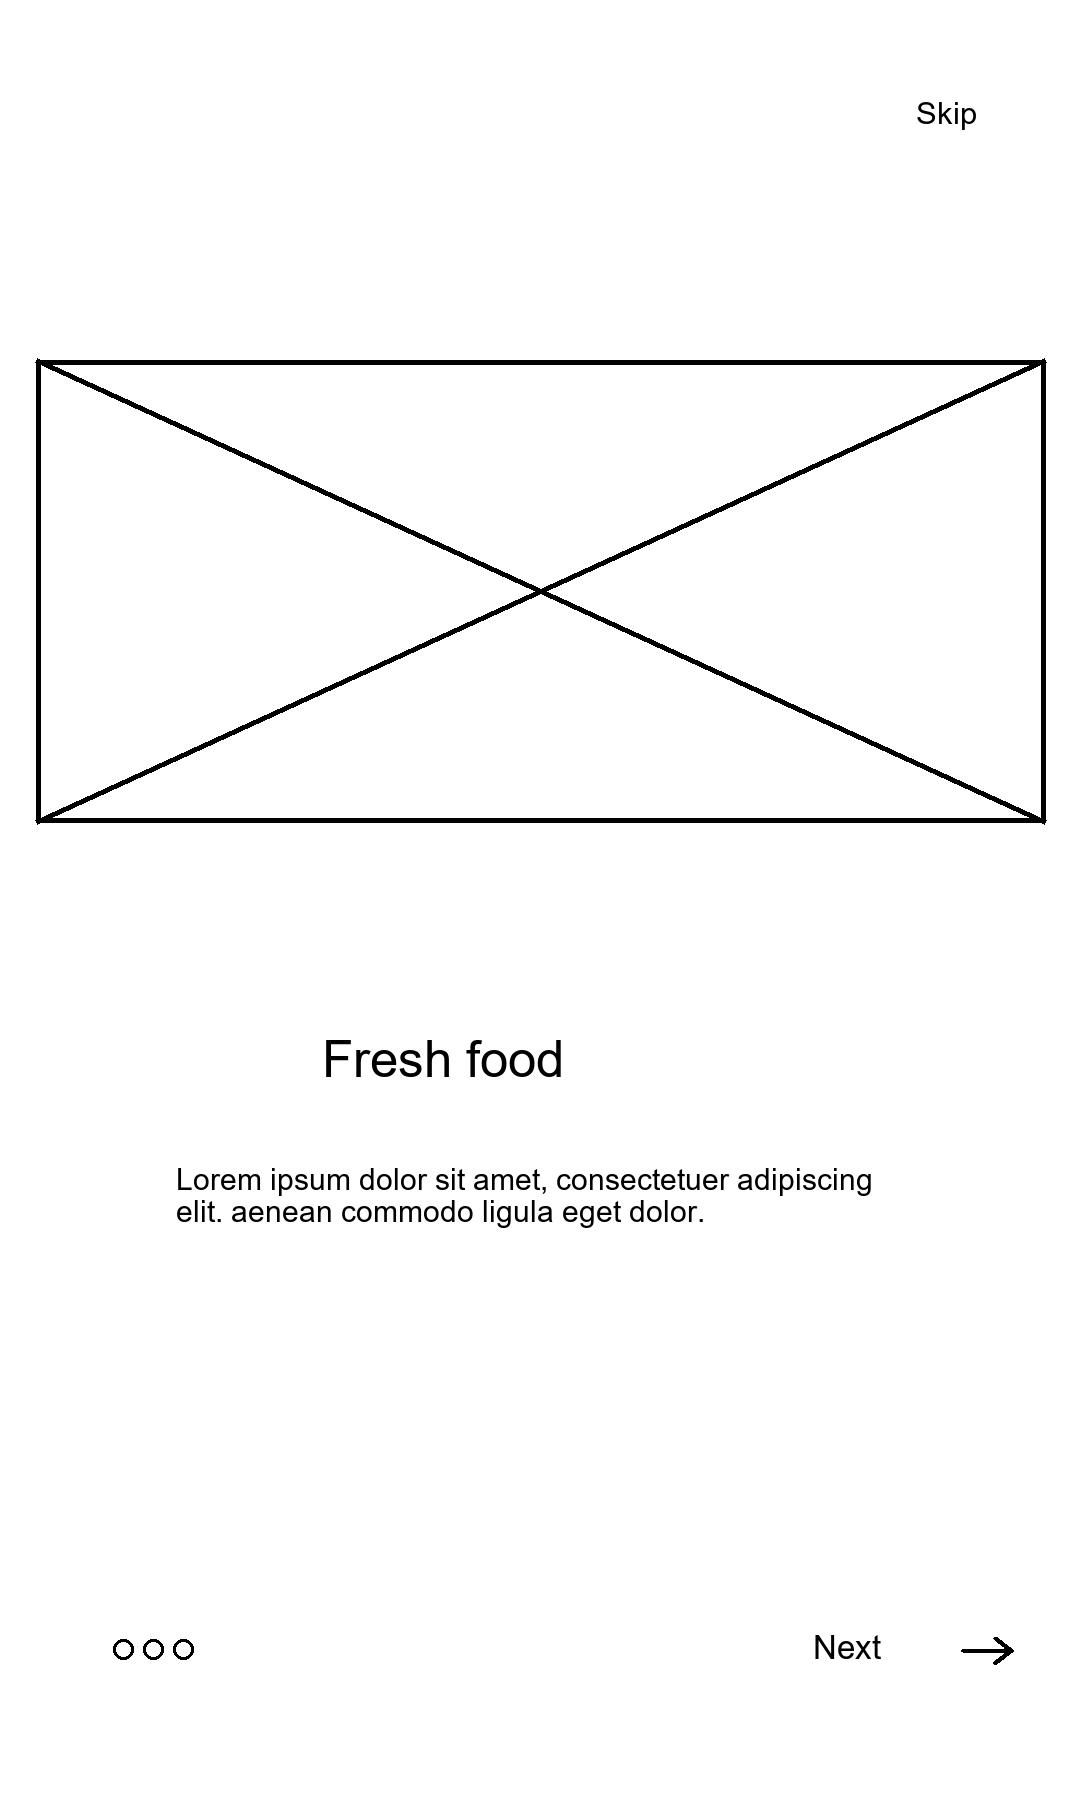 Skip
Fresh food
Lorem ipsum dolor sit amet, consectetuer adipiscing
elit. aenean commodo ligula eget dolor.
Next